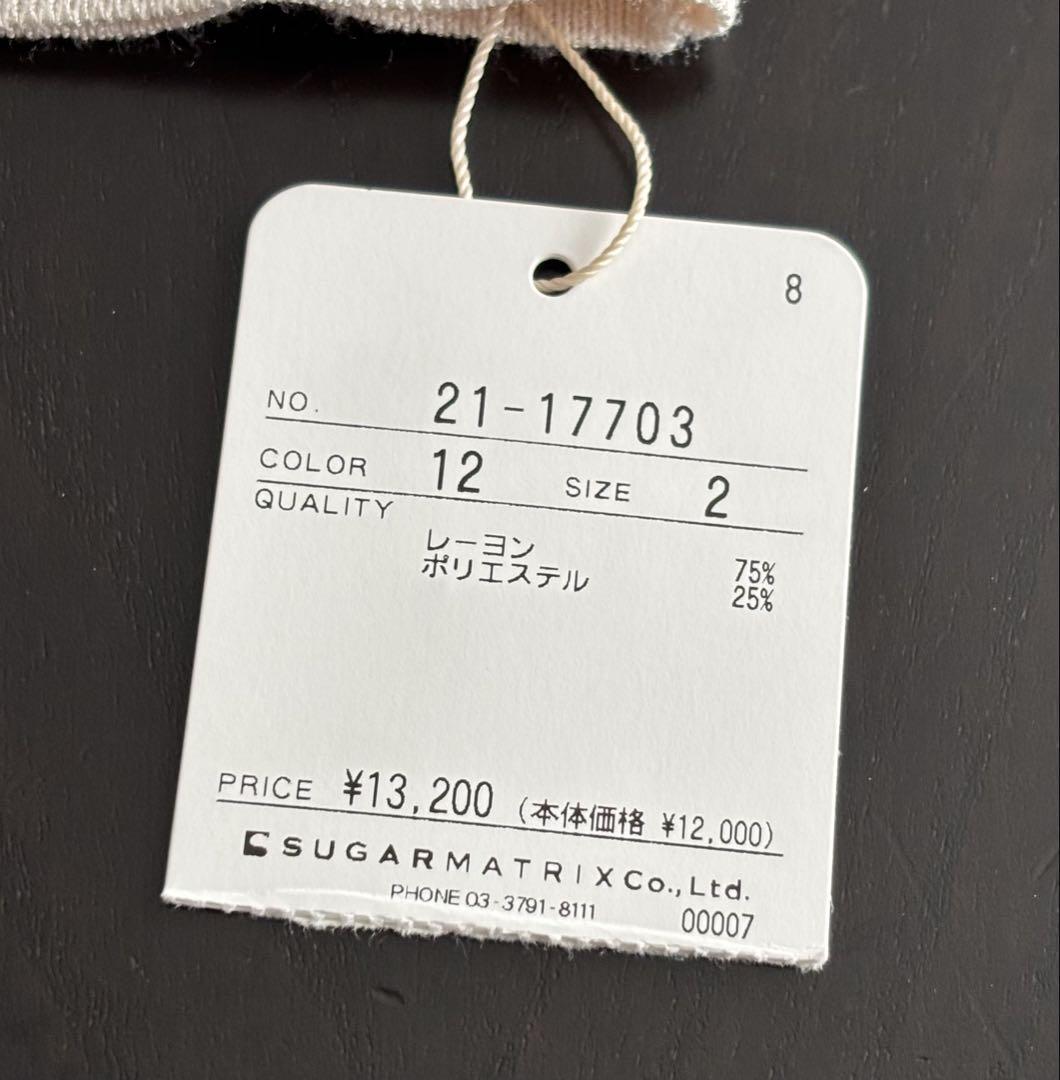 8
NO. 21-17703
COLOR 12 SIZE 2
QUALITY
レーヨン 75%
ポリエステル 25%
PRICE ¥13,200 (本体価格 ¥12,000)
SUGARMATRIX Co., Ltd.
PHONE 03-3791-8111 00007